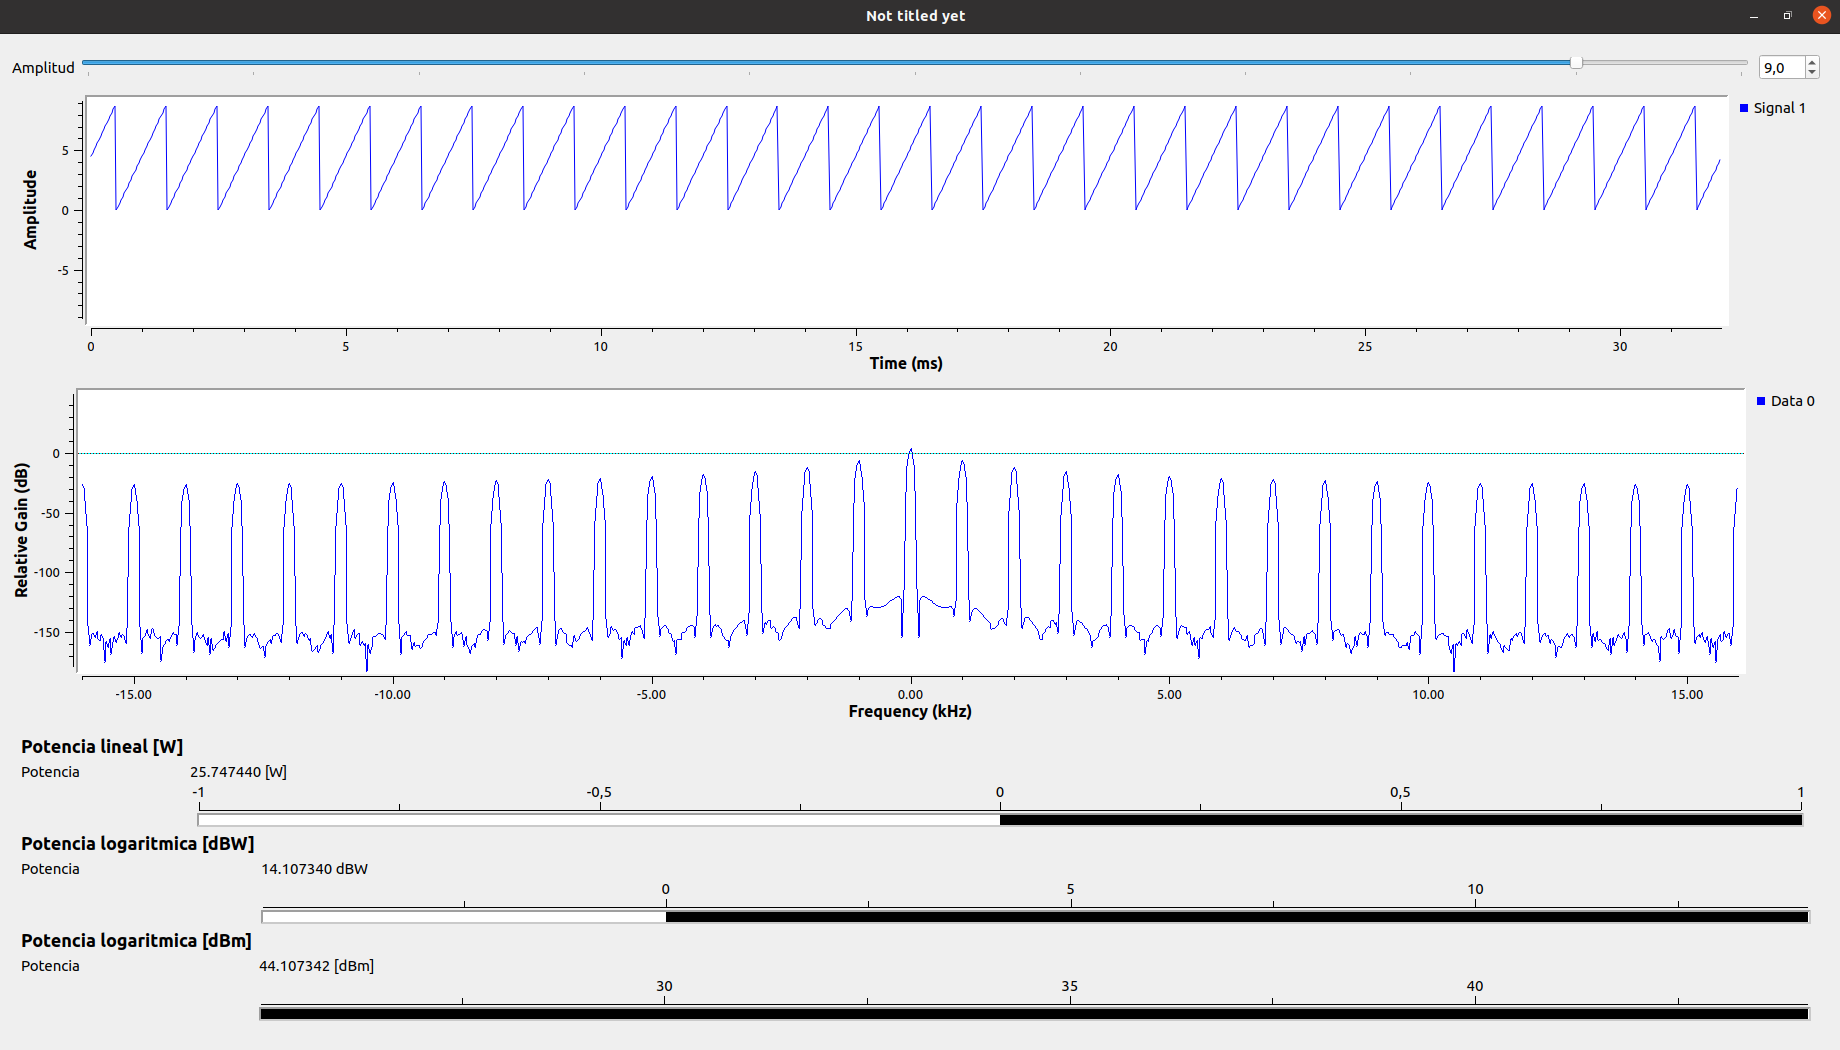 Not titled yet
Amplitud
9,0
Signal 1
Amplitude
5
0
-5
0 5 10 15 20 25 30
Time (ms)
Data 0
Relative Gain (dB)
0
-50
-100
-150
-15.00 -10.00 -5.00 0.00 5.00 10.00 15.00
Frequency (kHz)
Potencia lineal [W]
Potencia 25.747440 [W]
-1 -0,5 0 0,5 1
Potencia logaritmica [dBW]
Potencia 14.107340 dBW
0 5 10
Potencia logaritmica [dBm]
Potencia 44.107342 [dBm]
30 35 40